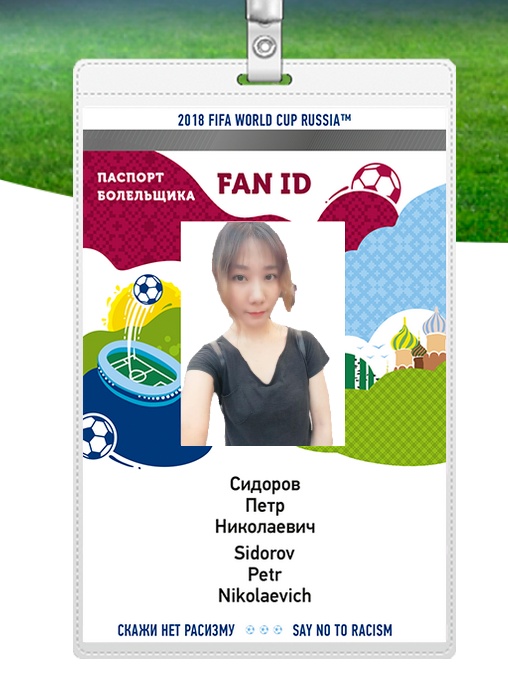 2018 FIFA WORLD CUP RUSSIA™
ПАСПОРТ
БОЛЕЛЬЩИКА
FAN ID
Сидоров
Петр
Николаевич
Sidorov
Petr
Nikolaevich
СКАЖИ НЕТ РАСИЗМУ SAY NO TO RACISM